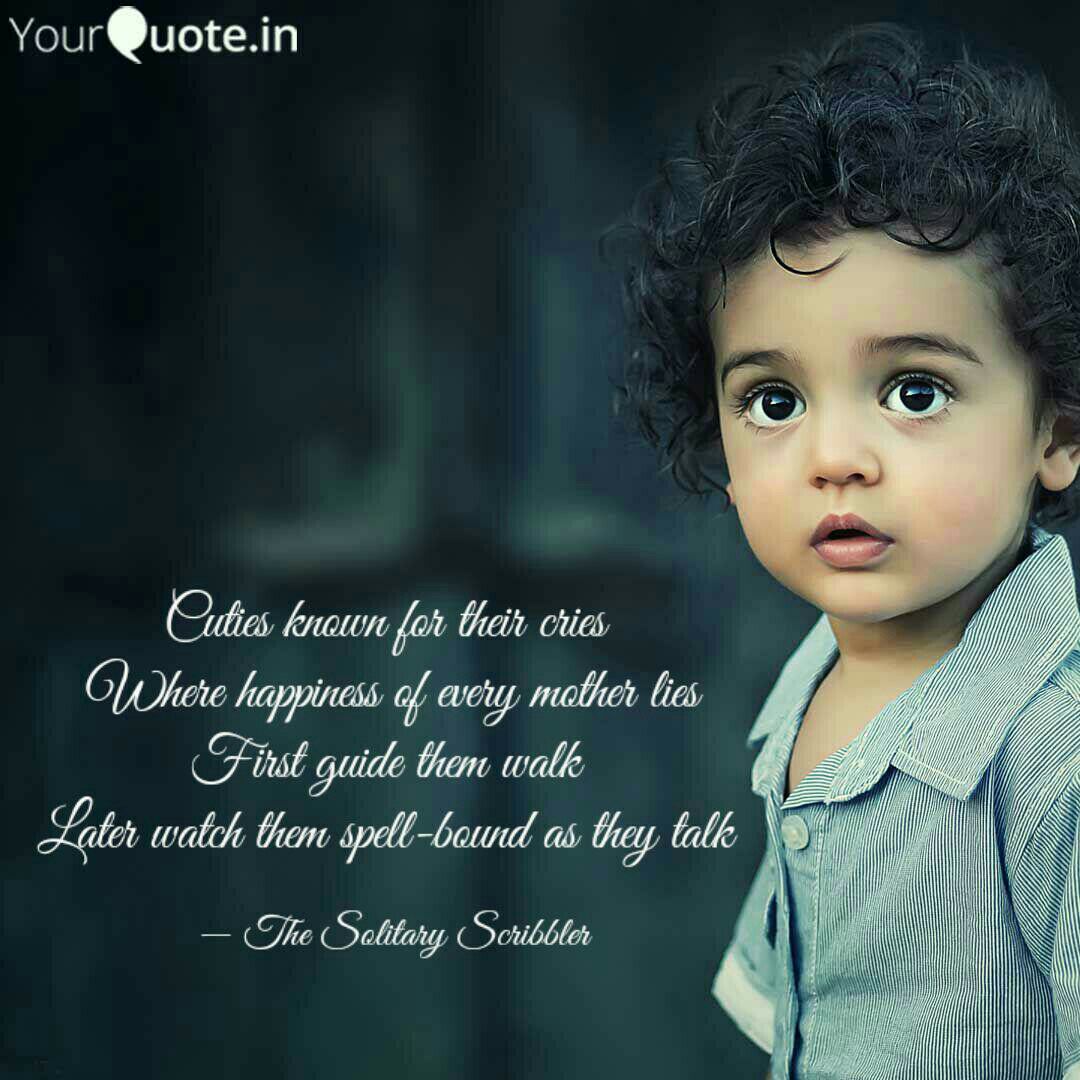 YourQuote.in
Cuties known for their cries
Where happiness of every mother lies
First guide them walk
Later watch them spell-bound as they talk
— The Solitary Scribbler